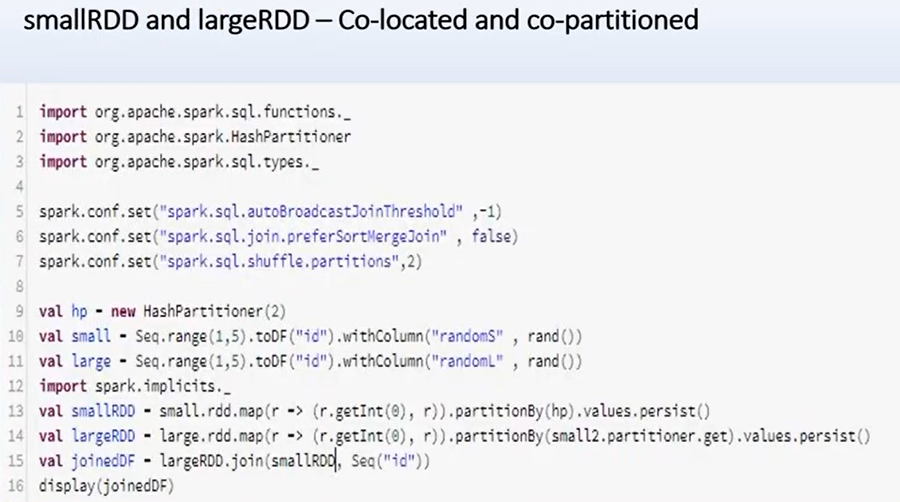 smallRDD and largeRDD – Co-located and co-partitioned
1 import org.apache.spark.sql.functions._
2 import org.apache.spark.HashPartitioner
3 import org.apache.spark.sql.types._
4
5 spark.conf.set("spark.sql.autoBroadcastJoinThreshold" ,-1)
6 spark.conf.set("spark.sql.join.preferSortMergeJoin" , false)
7 spark.conf.set("spark.sql.shuffle.partitions",2)
8
9 val hp = new HashPartitioner(2)
10 val small = Seq.range(1,5).toDF("id").withColumn("randomS" , rand())
11 val large = Seq.range(1,5).toDF("id").withColumn("randomL" , rand())
12 import spark.implicits._
13 val smallRDD = small.rdd.map(r => (r.getInt(0), r)).partitionBy(hp).values.persist()
14 val largeRDD = large.rdd.map(r => (r.getInt(0), r)).partitionBy(small2.partitioner.get).values.persist()
15 val joinedDF = largeRDD.join(smallRDD, Seq("id"))
16 display(joinedDF)